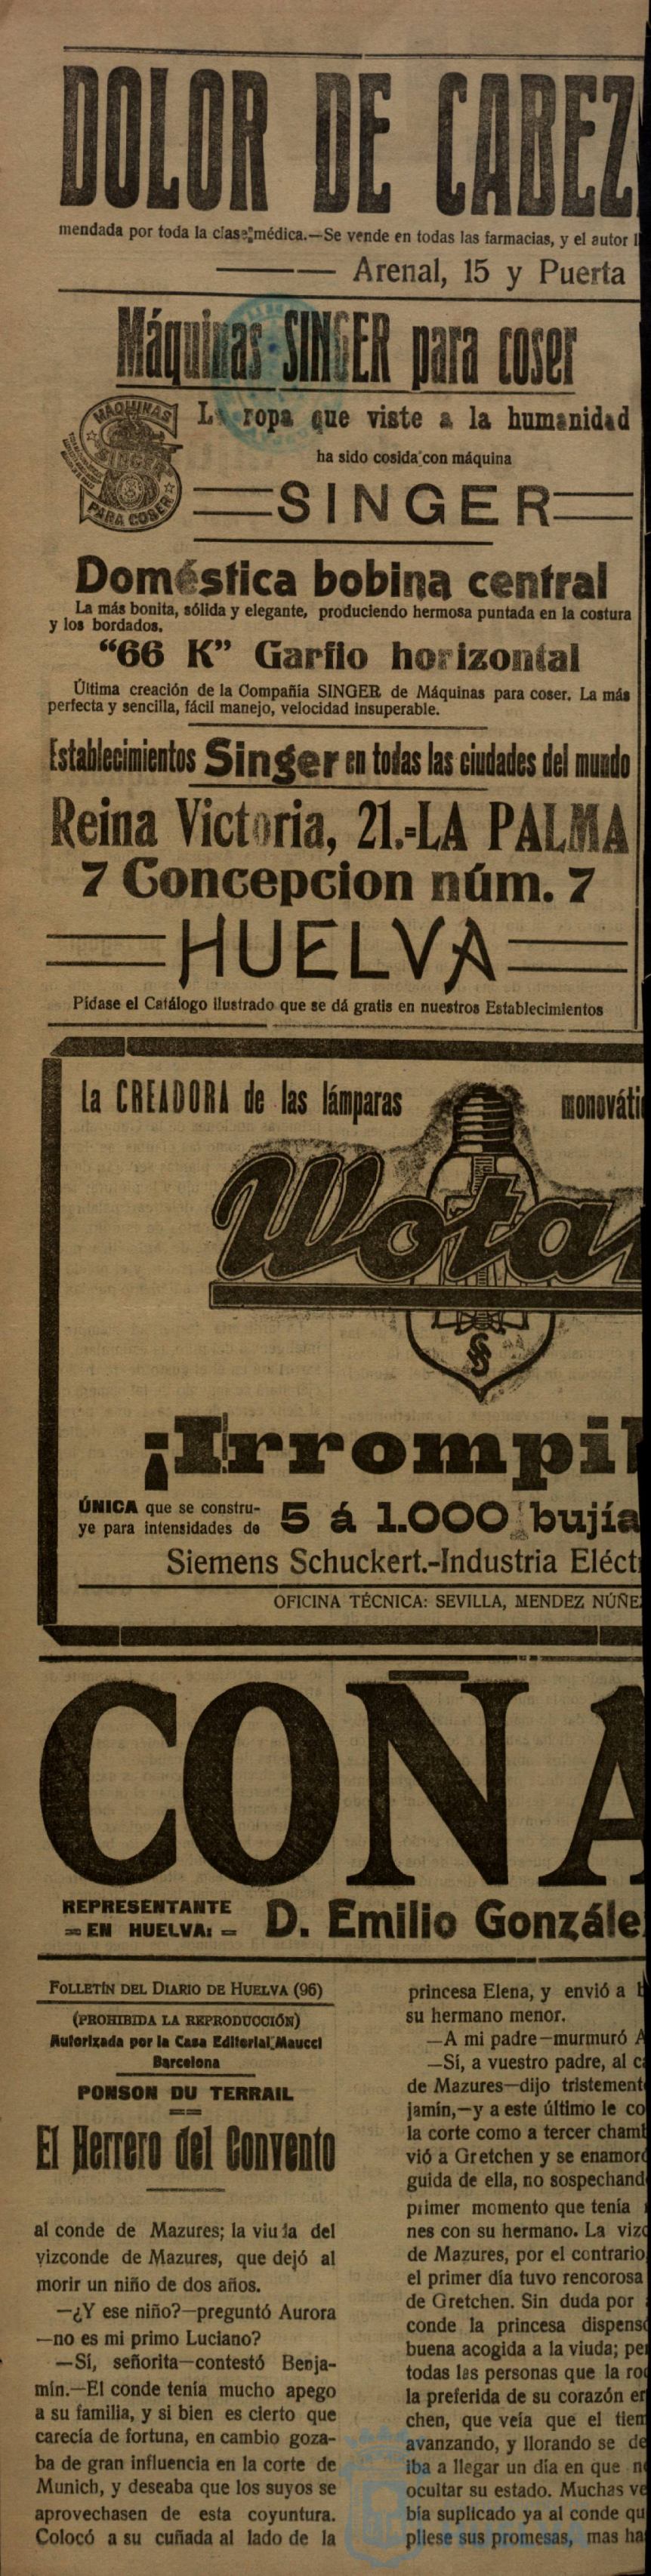 DOLOR DE CABEZ
mendada por toda la clase médica.—Se vende en todas las farmacias, y el autor
Arenal, 15 y Puerta
Máquinas SINGER para coser
MÁQUINAS
SINGER
PARA COSER
La ropa que viste a la humanidad
ha sido cosida con máquina
SINGER
Doméstica bobina central
La más bonita, sólida y elegante, produciendo hermosa puntada en la costura
y los bordados.
“66 K” Garfio horizontal
Última creación de la Compañia SINGER de Máquinas para coser. La más
perfecta y sencilla, fácil manejo, velocidad insuperable.
Establecimientos Singer en todas las ciudades del mundo
Reina Victoria, 21.-LA PALMA
7 Concepcion núm. 7
HUELVA
Pídase el Catálogo ilustrado que se dá gratis en nuestros Establecimientos
La CREADORA de las lámparas monováti
Wota
¡Irrompi
ÚNICA que se constru-
ye para intensidades de 5 á 1.000 bujía
Siemens Schuckert.-Industria Eléct
OFICINA TÉCNICA: SEVILLA, MENDEZ NÚÑE
COÑA
REPRESENTANTE
EN HUELVA: D. Emilio Gonzále
FOLLETÍN DEL DIARIO DE HUELVA (96)
(PROHIBIDA LA REPRODUCCIÓN)
Autorizada por la Casa Editorial Maucci
Barcelona
PONSON DU TERRAIL
El Herrero del Convento
al conde de Mazures; la viuda del
vizconde de Mazures, que dejó al
morir un niño de dos años.
—¿Y ese niño?—preguntó Aurora
—no es mi primo Luciano?
—Sí, señorita—contestó Benja-
mín.—El conde tenía mucho apego
a su familia, y si bien es cierto que
carecía de fortuna, en cambio goza-
ba de gran influencia en la corte de
Munich, y deseaba que los suyos se
aprovechasen de esta coyuntura.
Colocó a su cuñada al lado de la
princesa Elena, y envió a
su hermano menor.
—A mi padre—murmuró A
—Sí, a vuestro padre, al ca
de Mazures—dijo tristement
jamín,—y a este último le co
la corte como a tercer chamb
vió a Gretchen y se enamoró
guida de ella, no sospechand
primer momento que tenía
nes con su hermano. La vizc
de Mazures, por el contrario,
el primer día tuvo rencorosa
de Gretchen. Sin duda por
conde la princesa dispensó
buena acogida a la viuda; pe
todas las personas que la ro
la preferida de su corazón er
chen, que veía que el tiem
avanzando, y llorando se de
iba a llegar un día en que n
ocultar su estado. Muchas ve
bía suplicado ya al conde qu
pliese sus promesas, mas ha
HUELVA